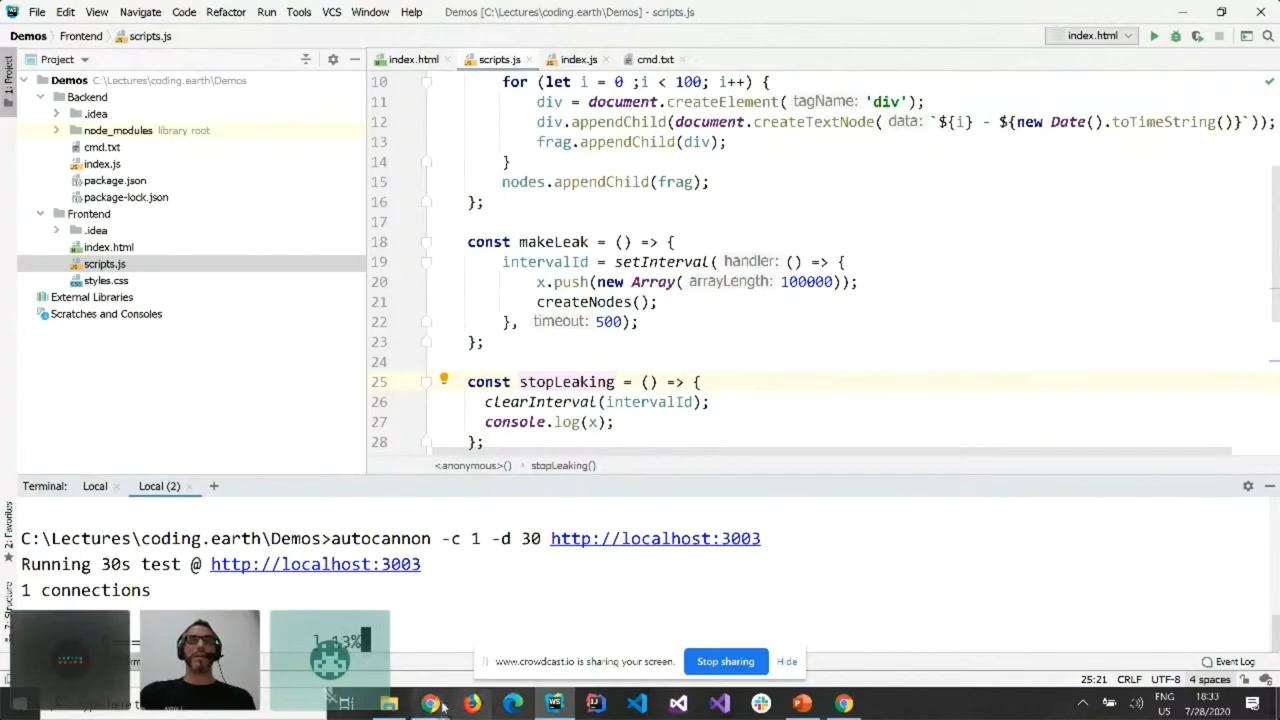 File Edit View Navigate Code Refactor Run Tools VCS Window Help Demos [C:\Lectures\coding.earth\Demos] - scripts.js
Demos Frontend scripts.js index.html
1: Project Project index.html scripts.js index.js cmd.txt
Demos C:\Lectures\coding.earth\Demos
Backend
.idea
node_modules library root
cmd.txt
index.js
package.json
package-lock.json
Frontend
.idea
index.html
scripts.js
styles.css
External Libraries
Scratches and Consoles
10 for (let i = 0 ;i < 100; i++) {
11 div = document.createElement( tagName: 'div');
12 div.appendChild(document.createTextNode( data: `${i} - ${new Date().toTimeString()}`));
13 frag.appendChild(div);
14 }
15 nodes.appendChild(frag);
16 };
17
18 const makeLeak = () => {
19 intervalId = setInterval( handler: () => {
20 x.push(new Array( arrayLength: 100000));
21 createNodes();
22 }, timeout: 500);
23 };
24
25 const stopLeaking = () => {
26 clearInterval(intervalId);
27 console.log(x);
28 };
<anonymous>() › stopLeaking()
Terminal: Local Local (2) +
2: Favorites
7: Structure
C:\Lectures\coding.earth\Demos>autocannon -c 1 -d 30 http://localhost:3003
Running 30s test @ http://localhost:3003
1 connections
13%
www.crowdcast.io is sharing your screen. Stop sharing Hide
Event Log
25:21 CRLF UTF-8 4 spaces
ENG
US
18:33
7/28/2020